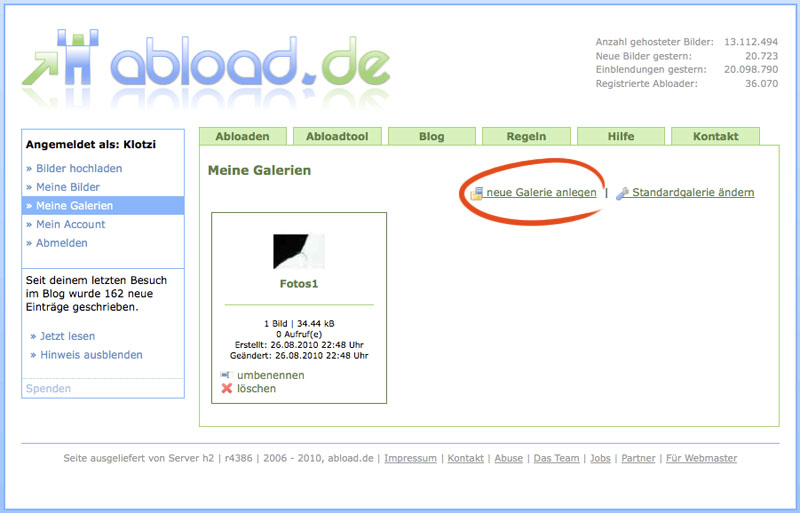 abload.de
Anzahl gehosteter Bilder: 13.112.494
Neue Bilder gestern: 20.723
Einblendungen gestern: 20.098.790
Registrierte Abloader: 36.070
Angemeldet als: Klotzi
» Bilder hochladen
» Meine Bilder
» Meine Galerien
» Mein Account
» Abmelden
Seit deinem letzten Besuch
im Blog wurde 162 neue
Einträge geschrieben.
» Jetzt lesen
» Hinweis ausblenden
Spenden
Abloaden Abloadtool Blog Regeln Hilfe Kontakt
Meine Galerien
neue Galerie anlegen | Standardgalerie ändern
Fotos1
1 Bild | 34.44 kB
0 Aufruf(e)
Erstellt: 26.08.2010 22:48 Uhr
Geändert: 26.08.2010 22:48 Uhr
umbenennen
löschen
Seite ausgeliefert von Server h2 | r4386 | 2006 - 2010, abload.de | Impressum | Kontakt | Abuse | Das Team | Jobs | Partner | Für Webmaster